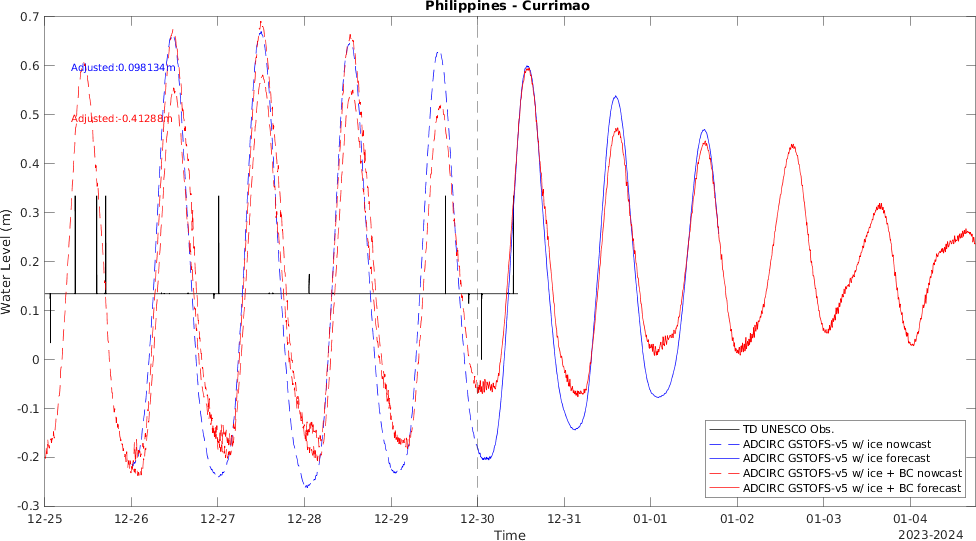 Philippines - Currimao
0.7
0.6
0.5
0.4
0.3
0.2
0.1
0
-0.1
-0.2
-0.3
Water Level (m)
Adjusted:0.098134m
Adjusted:-0.41288m
TD UNESCO Obs.
ADCIRC GSTOFS-v5 w/ ice nowcast
ADCIRC GSTOFS-v5 w/ ice forecast
ADCIRC GSTOFS-v5 w/ ice + BC nowcast
ADCIRC GSTOFS-v5 w/ ice + BC forecast
12-25 12-26 12-27 12-28 12-29 12-30 12-31 01-01 01-02 01-03 01-04
Time
2023-2024